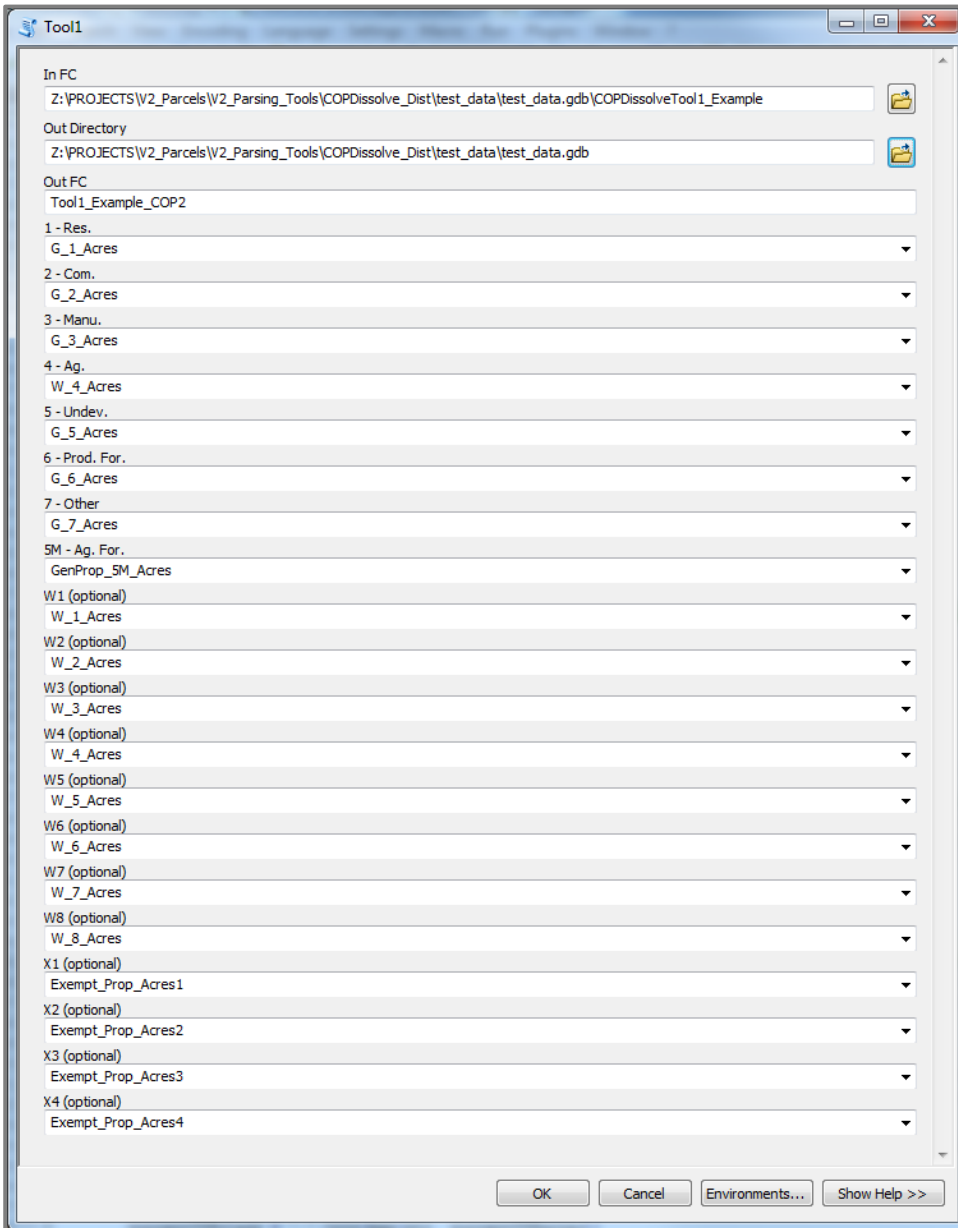 Tool1
In FC
Z:\PROJECTS\V2_Parcels\V2_Parsing_Tools\COPDissolve_Dist\test_data\test_data.gdb\COPDissolveTool1_Example
Out Directory
Z:\PROJECTS\V2_Parcels\V2_Parsing_Tools\COPDissolve_Dist\test_data\test_data.gdb
Out FC
Tool1_Example_COP2
1 - Res.
G_1_Acres
2 - Com.
G_2_Acres
3 - Manu.
G_3_Acres
4 - Ag.
W_4_Acres
5 - Undev.
G_5_Acres
6 - Prod. For.
G_6_Acres
7 - Other
G_7_Acres
5M - Ag. For.
GenProp_5M_Acres
W1 (optional)
W_1_Acres
W2 (optional)
W_2_Acres
W3 (optional)
W_3_Acres
W4 (optional)
W_4_Acres
W5 (optional)
W_5_Acres
W6 (optional)
W_6_Acres
W7 (optional)
W_7_Acres
W8 (optional)
W_8_Acres
X1 (optional)
Exempt_Prop_Acres1
X2 (optional)
Exempt_Prop_Acres2
X3 (optional)
Exempt_Prop_Acres3
X4 (optional)
Exempt_Prop_Acres4
OK Cancel Environments... Show Help >>